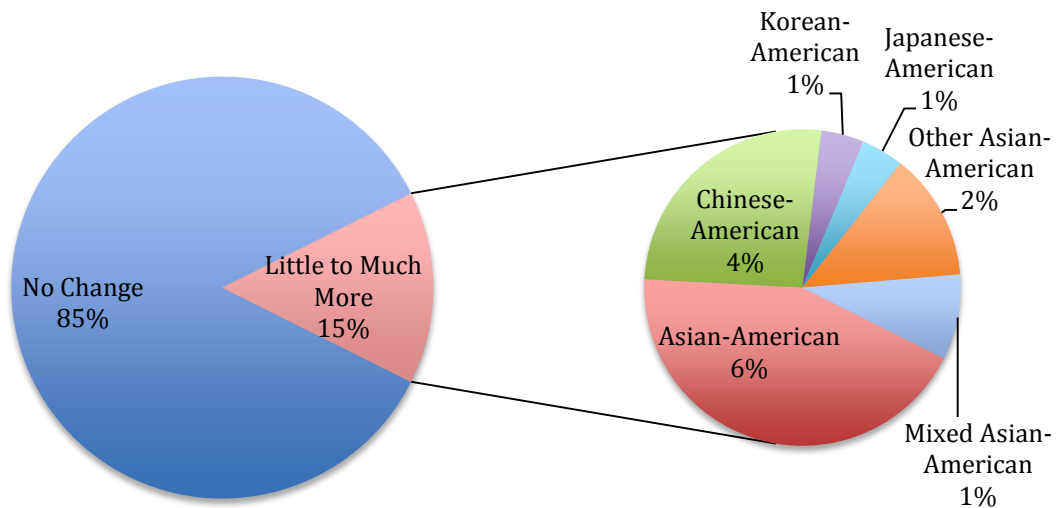 No Change
85%
Little to Much
More
15%
Korean-
American
1%
Japanese-
American
1%
Other Asian-
American
2%
Chinese-
American
4%
Asian-American
6%
Mixed Asian-
American
1%